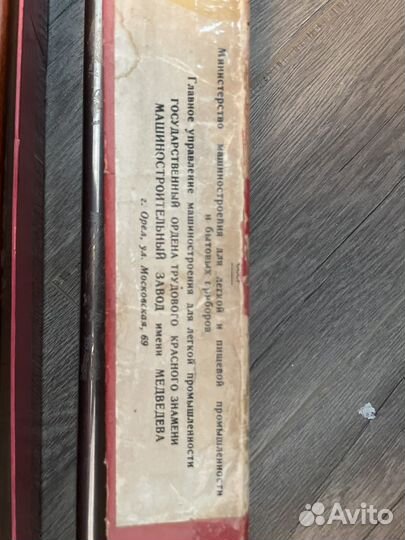 Министерство машиностроения для легкой и пищевой промышленности
и бытовых приборов
Главное управление машиностроения для легкой промышленности
ГОСУДАРСТВЕННЫЙ ОРДЕНА ТРУДОВОГО КРАСНОГО ЗНАМЕНИ
МАШИНОСТРОИТЕЛЬНЫЙ ЗАВОД имени МЕДВЕДЕВА
г. Орел, ул. Московская, 69
Avito